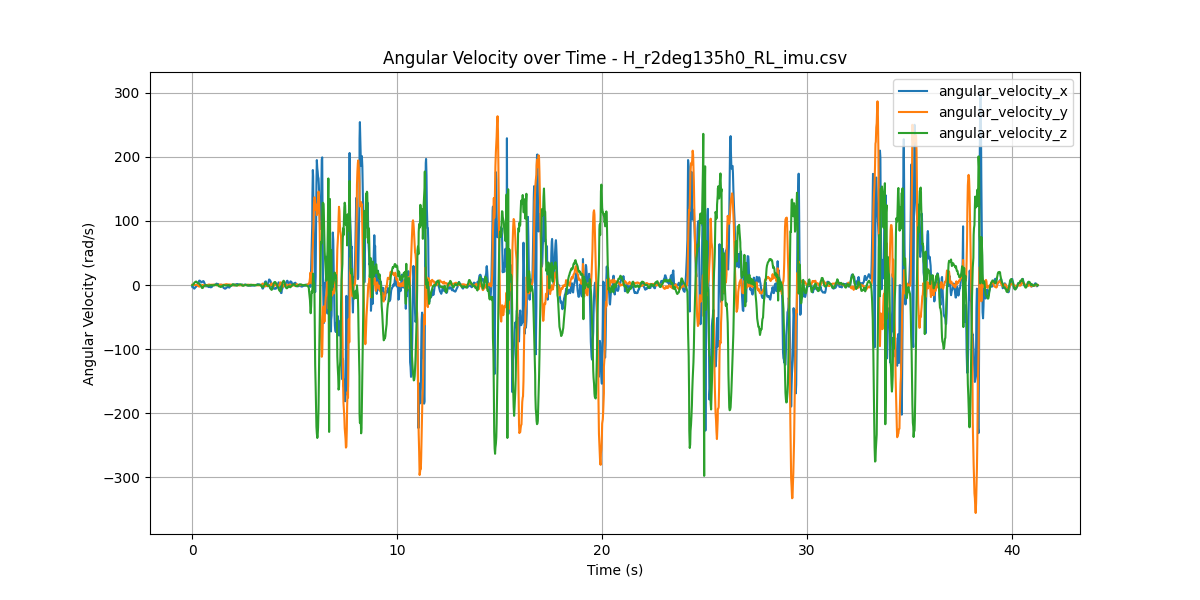 Angular Velocity over Time - H_r2deg135h0_RL_imu.csv
angular_velocity_x
angular_velocity_y
angular_velocity_z
Angular Velocity (rad/s)
300
200
100
0
−100
−200
−300
0
10
20
30
40
Time (s)